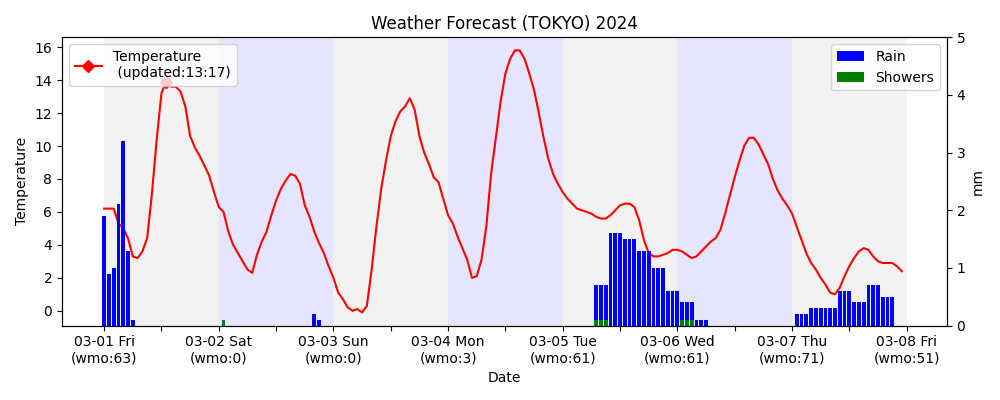 Weather Forecast (TOKYO) 2024
Temperature
(updated:13:17)
Rain
Showers
Temperature
16
14
12
10
8
6
4
2
0
5
4
3
2
1
0
mm
03-01 Fri
(wmo:63)
03-02 Sat
(wmo:0)
03-03 Sun
(wmo:0)
03-04 Mon
(wmo:3)
03-05 Tue
(wmo:61)
03-06 Wed
(wmo:61)
03-07 Thu
(wmo:71)
03-08 Fri
(wmo:51)
Date